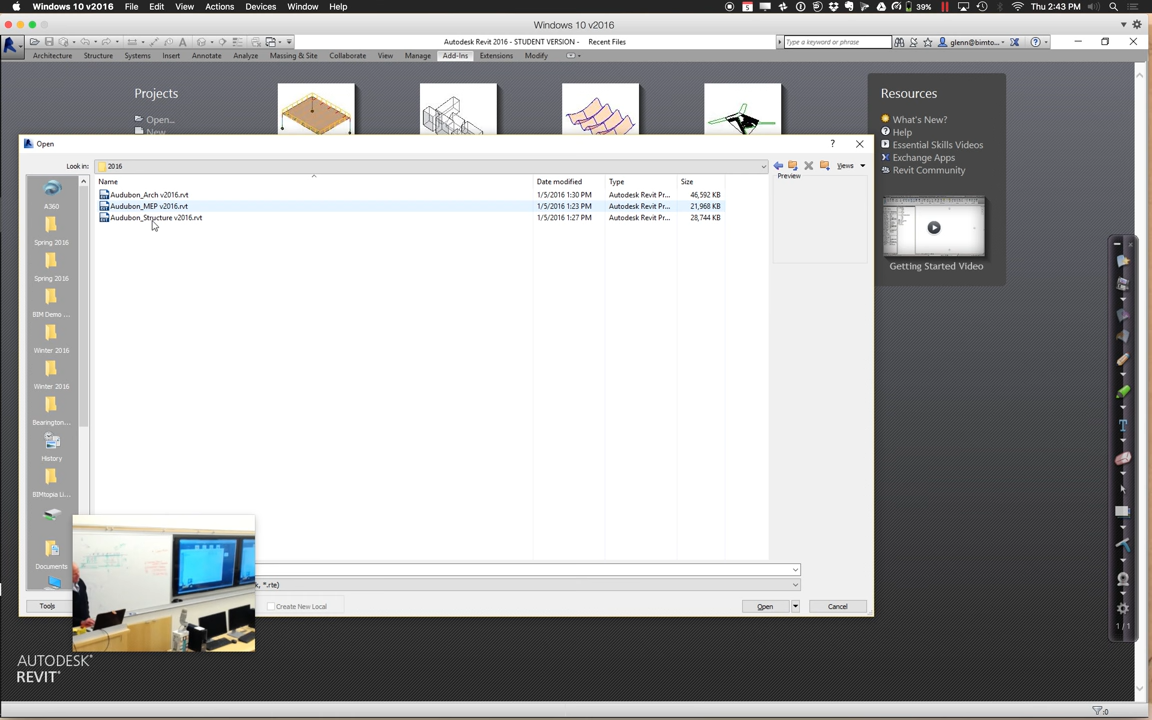 Windows 10 v2016 File Edit View Actions Devices Window Help 39% Thu 2:43 PM
Windows 10 v2016
Autodesk Revit 2016 - STUDENT VERSION - Recent Files
Type a keyword or phrase
glenn@bimto...
Architecture Structure Systems Insert Annotate Analyze Massing & Site Collaborate View Manage Add-Ins Extensions Modify
Projects
Open...
New...
Resources
What's New?
Help
Essential Skills Videos
Exchange Apps
Revit Community
Getting Started Video
Open
Look in: 2016
Views
Preview
Name Date modified Type Size
Audubon_Arch v2016.rvt 1/5/2016 1:30 PM Autodesk Revit Pr... 46,592 KB
Audubon_MEP v2016.rvt 1/5/2016 1:23 PM Autodesk Revit Pr... 21,968 KB
Audubon_Structure v2016.rvt 1/5/2016 1:27 PM Autodesk Revit Pr... 28,744 KB
A360
Spring 2016
Spring 2016
BIM Demo ...
Winter 2016
Winter 2016
Bearington...
History
BIMtopia Li...
Documents
*.rte)
Tools
Create New Local
Open
Cancel
1 / 1
AUTODESK®
REVIT®
:0